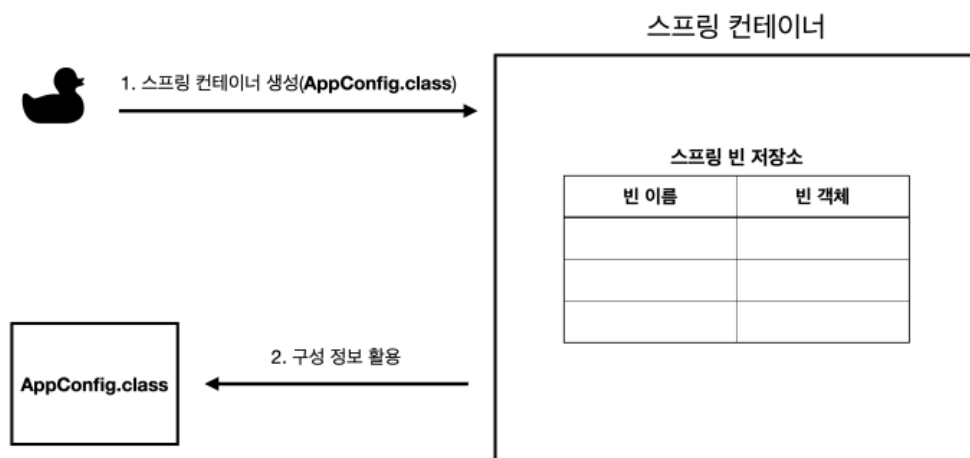 스프링 컨테이너
1. 스프링 컨테이너 생성(AppConfig.class)
스프링 빈 저장소
빈 이름 빈 객체
2. 구성 정보 활용
AppConfig.class